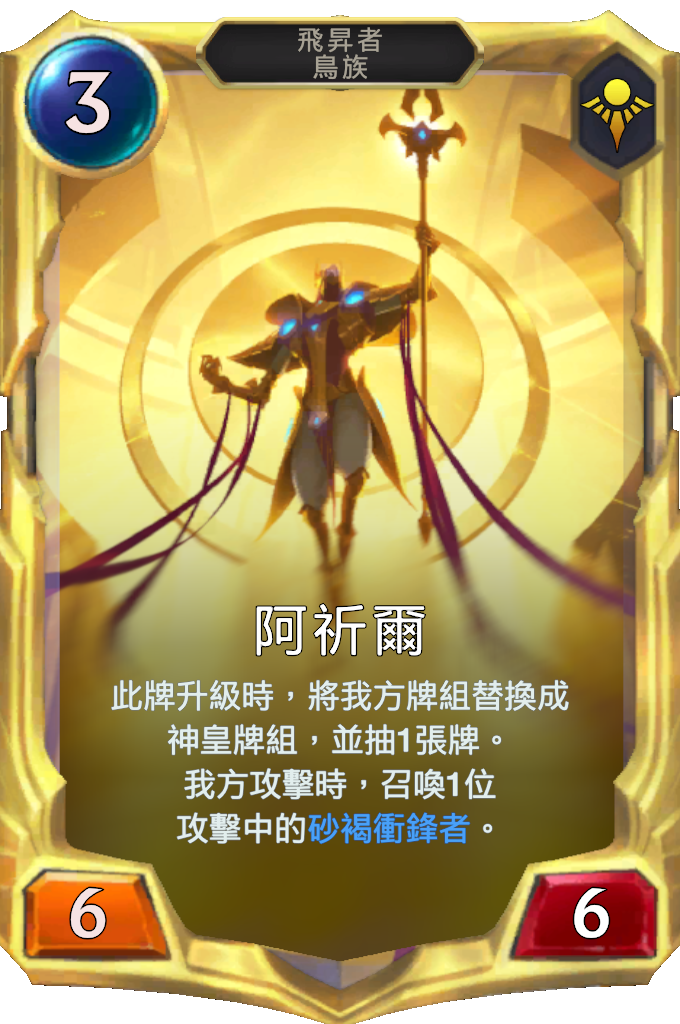 飛昇者
鳥族
3
阿祈爾
此牌升級時，將我方牌組替換成
神皇牌組，並抽1張牌。
我方攻擊時，召喚1位
攻擊中的砂褐衝鋒者。
6
6